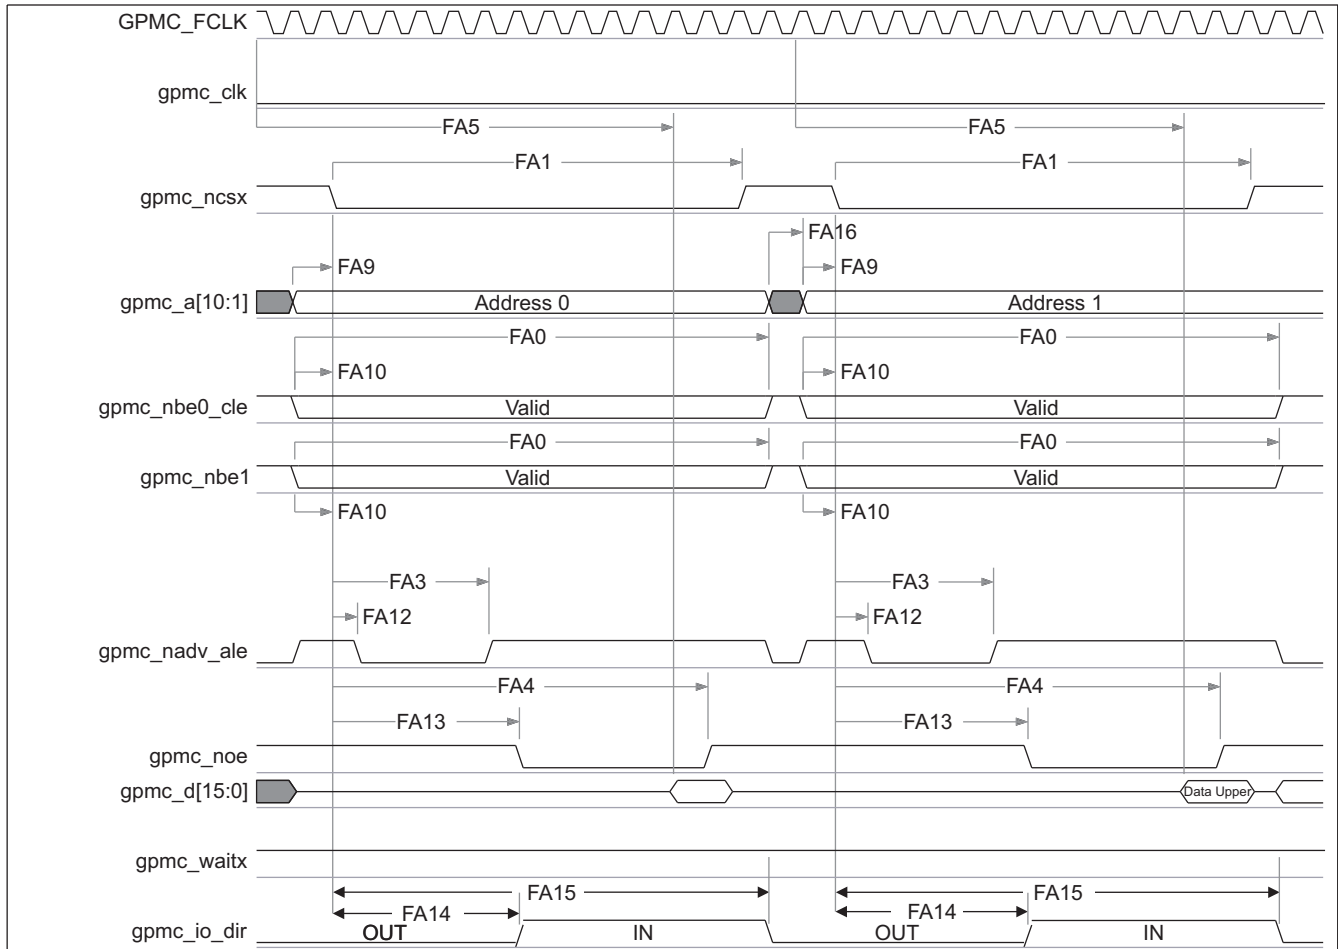 GPMC_FCLK
gpmc_clk
FA5 FA5
FA1 FA1
gpmc_ncsx
FA16
FA9 FA9
gpmc_a[10:1] Address 0 Address 1
FA0 FA0
FA10 FA10
gpmc_nbe0_cle Valid Valid
FA0 FA0
gpmc_nbe1 Valid Valid
FA10 FA10
FA3 FA3
FA12 FA12
gpmc_nadv_ale
FA4 FA4
FA13 FA13
gpmc_noe
gpmc_d[15:0] Data Upper
gpmc_waitx
FA15 FA15
FA14 FA14
gpmc_io_dir OUT IN OUT IN